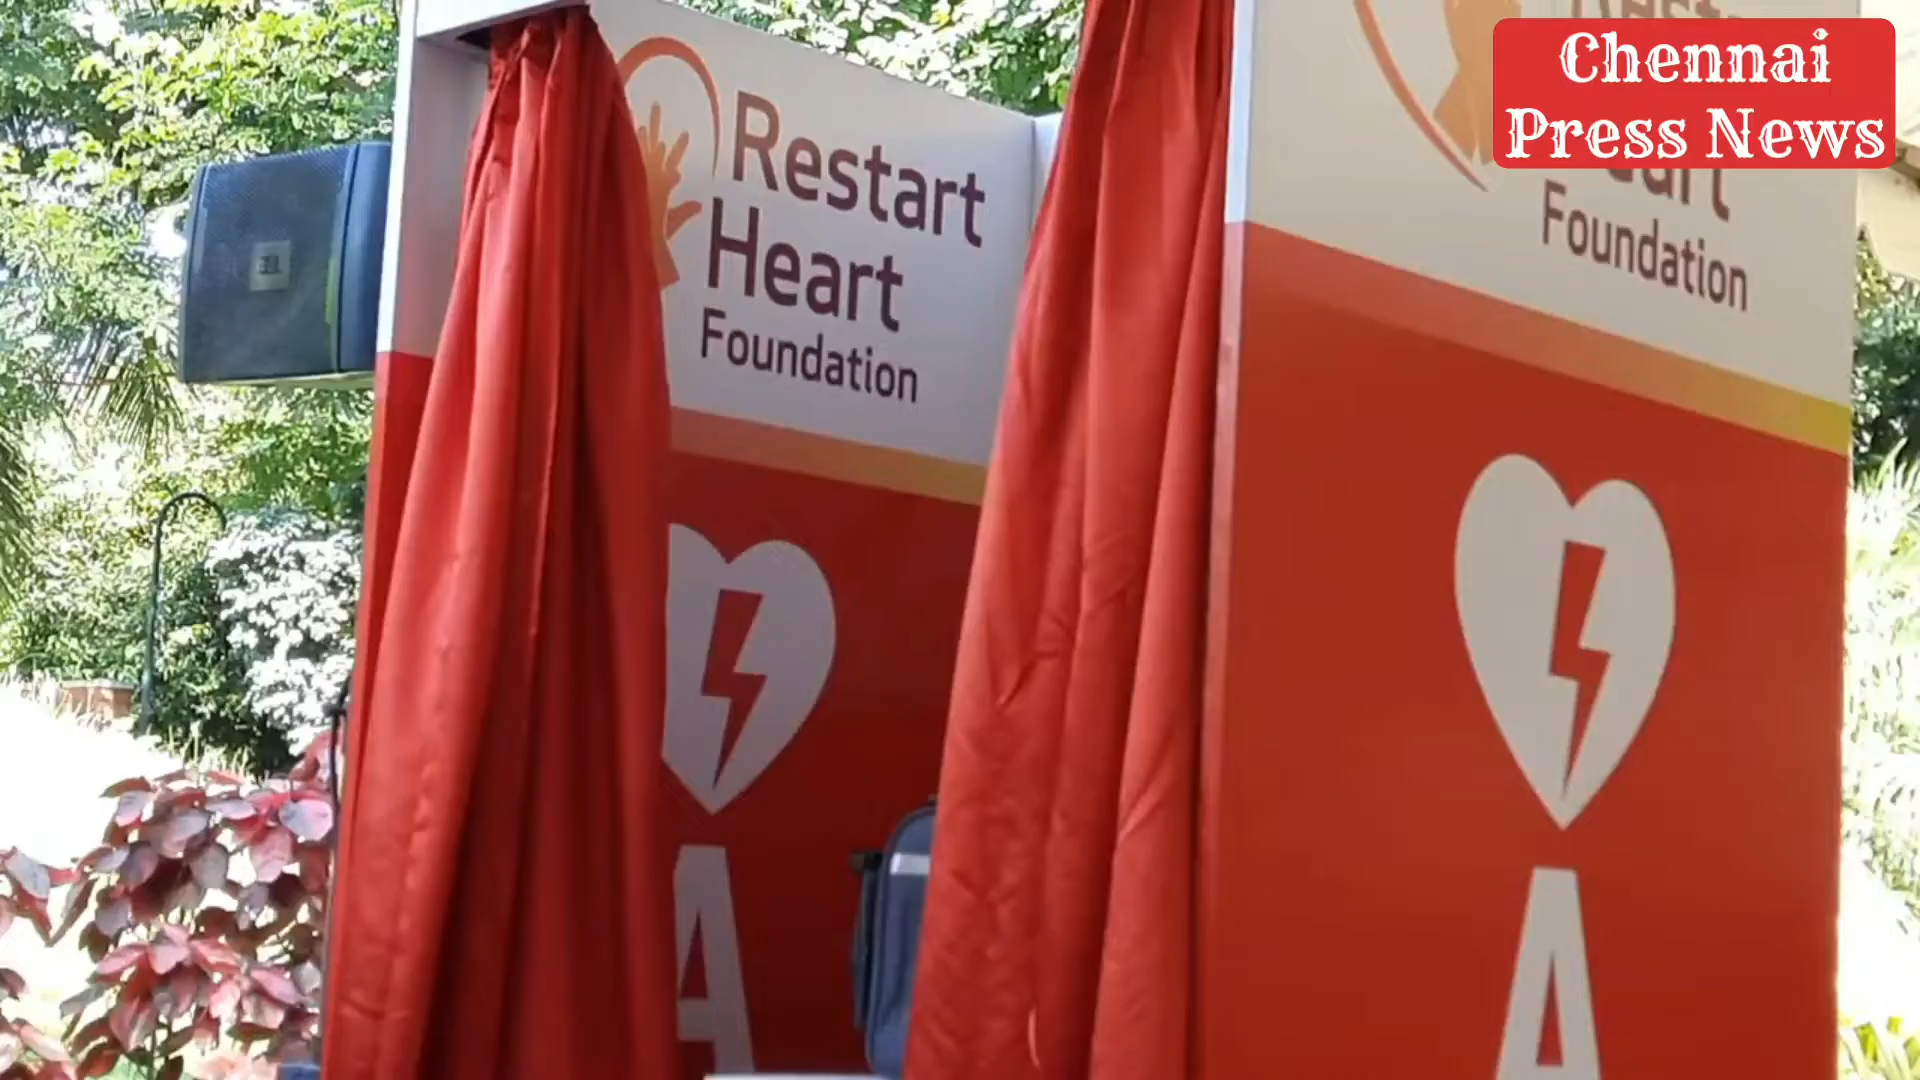 Restart
Heart
Foundation
A
Foundation
A
Chennai
Press News